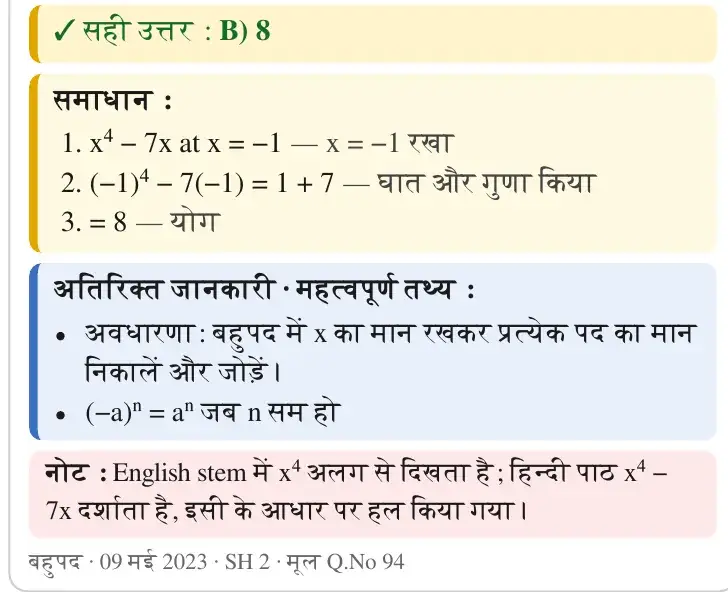 ✓ सही उत्तर : B) 8
समाधान :
1. x⁴ – 7x at x = –1 — x = –1 रखा
2. (–1)⁴ – 7(–1) = 1 + 7 — घात और गुणा किया
3. = 8 — योग
अतिरिक्त जानकारी · महत्वपूर्ण तथ्य :
• अवधारणा : बहुपद में x का मान रखकर प्रत्येक पद का मान
निकालें और जोड़ें।
• (–a)ⁿ = aⁿ जब n सम हो
नोट : English stem में x⁴ अलग से दिखता है ; हिन्दी पाठ x⁴ –
7x दर्शाता है, इसी के आधार पर हल किया गया।
बहुपद · 09 मई 2023 · SH 2 · मूल Q.No 94